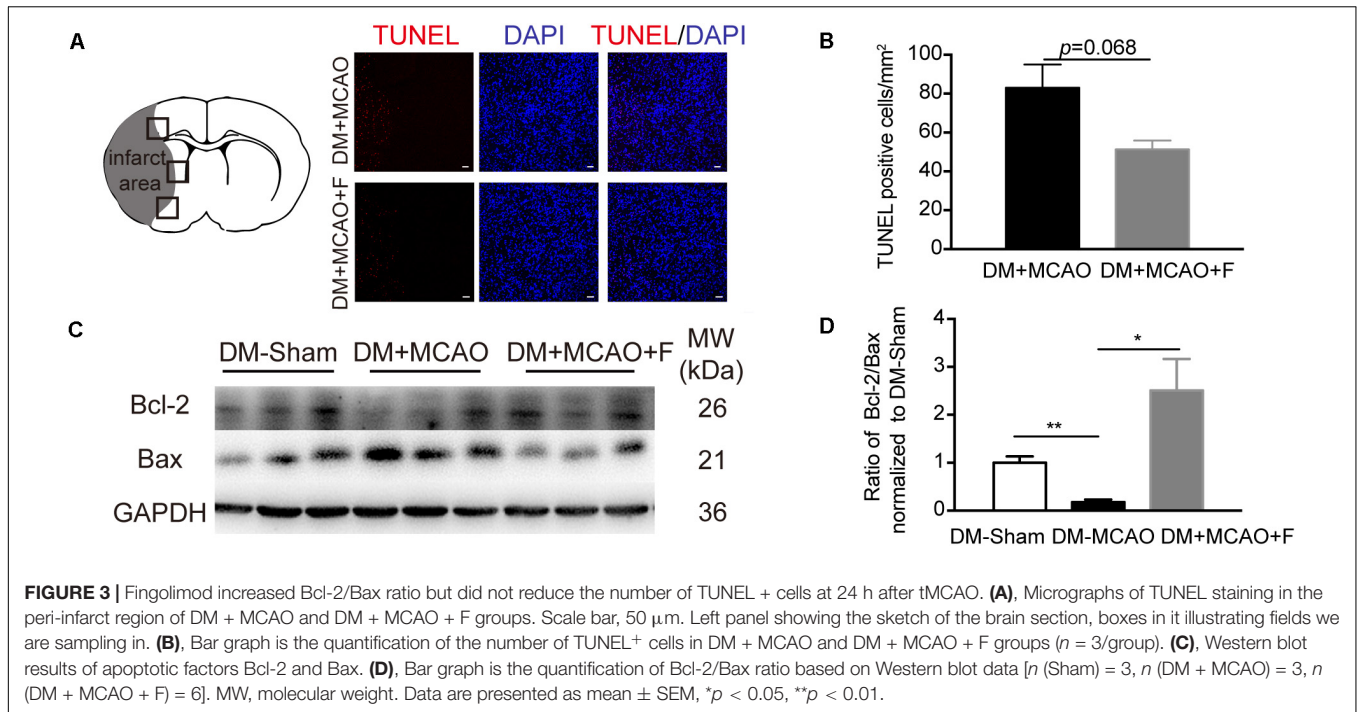 A
TUNEL DAPI TUNEL/DAPI
DM+MCAO
DM+MCAO+F
infarct
area
B
TUNEL positive cells/mm²
100
80
60
40
20
0
p=0.068
DM+MCAO DM+MCAO+F
C
DM-Sham DM+MCAO DM+MCAO+F MW
(kDa)
Bcl-2 26
Bax 21
GAPDH 36
D
Ratio of Bcl-2/Bax
normalized to DM-Sham
4
3
2
1
0
**
*
DM-Sham DM-MCAO DM+MCAO+F
FIGURE 3 | Fingolimod increased Bcl-2/Bax ratio but did not reduce the number of TUNEL + cells at 24 h after tMCAO. (A), Micrographs of TUNEL staining in the
peri-infarct region of DM + MCAO and DM + MCAO + F groups. Scale bar, 50 μm. Left panel showing the sketch of the brain section, boxes in it illustrating fields we
are sampling in. (B), Bar graph is the quantification of the number of TUNEL⁺ cells in DM + MCAO and DM + MCAO + F groups (n = 3/group). (C), Western blot
results of apoptotic factors Bcl-2 and Bax. (D), Bar graph is the quantification of Bcl-2/Bax ratio based on Western blot data [n (Sham) = 3, n (DM + MCAO) = 3, n
(DM + MCAO + F) = 6]. MW, molecular weight. Data are presented as mean ± SEM, *p < 0.05, **p < 0.01.